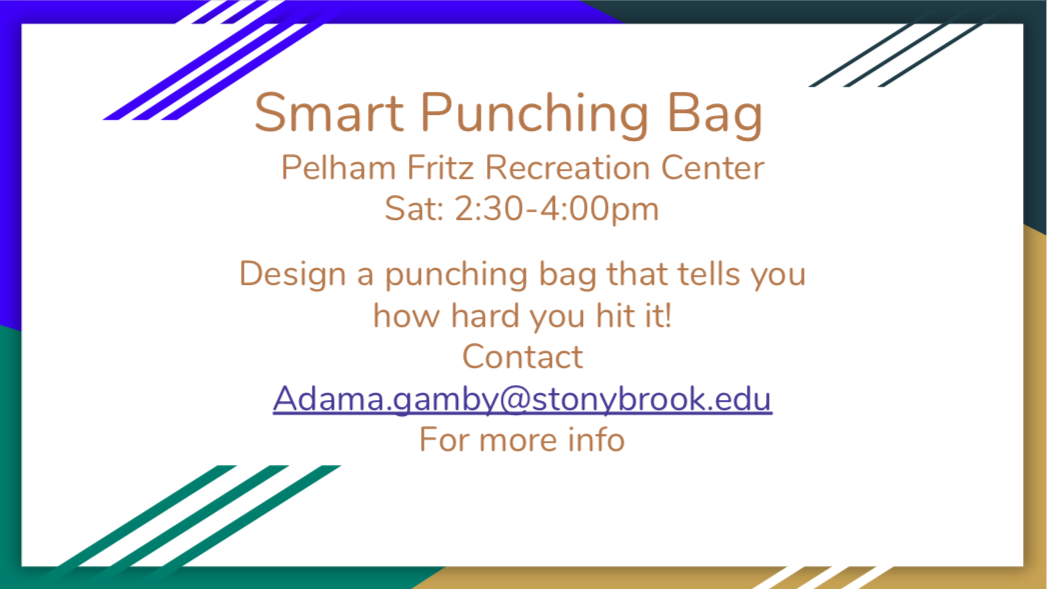 Smart Punching Bag
Pelham Fritz Recreation Center
Sat: 2:30-4:00pm
Design a punching bag that tells you
how hard you hit it!
Contact
Adama.gamby@stonybrook.edu
For more info